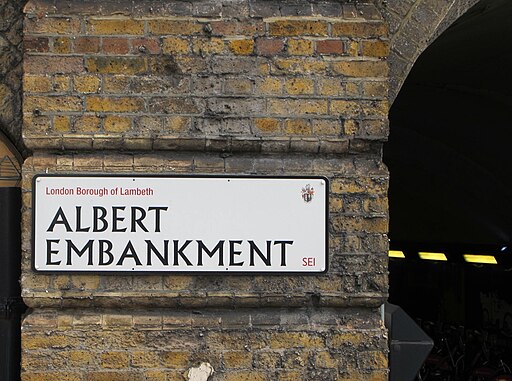 London Borough of Lambeth
ALBERT
EMBANKMENT
SE1